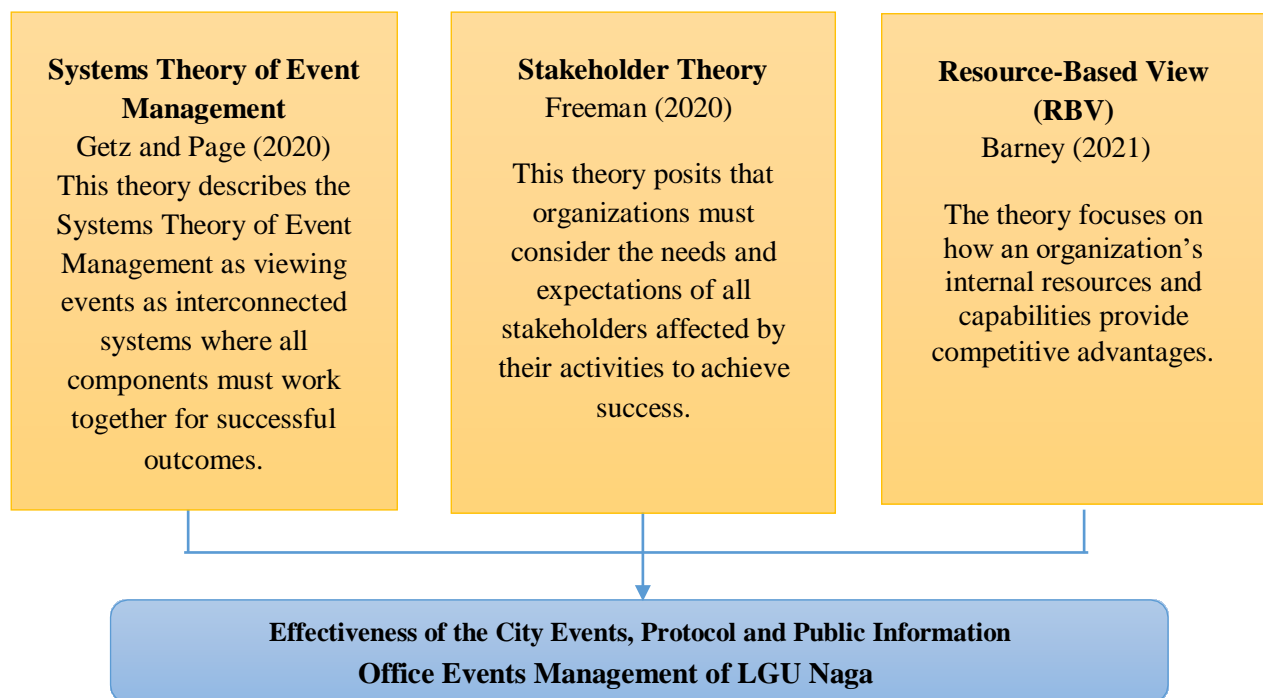 Systems Theory of Event
Management
Getz and Page (2020)
This theory describes the
Systems Theory of Event
Management as viewing
events as interconnected
systems where all
components must work
together for successful
outcomes.
Stakeholder Theory
Freeman (2020)
This theory posits that
organizations must
consider the needs and
expectations of all
stakeholders affected by
their activities to achieve
success.
Resource-Based View
(RBV)
Barney (2021)
The theory focuses on
how an organization’s
internal resources and
capabilities provide
competitive advantages.
Effectiveness of the City Events, Protocol and Public Information
Office Events Management of LGU Naga